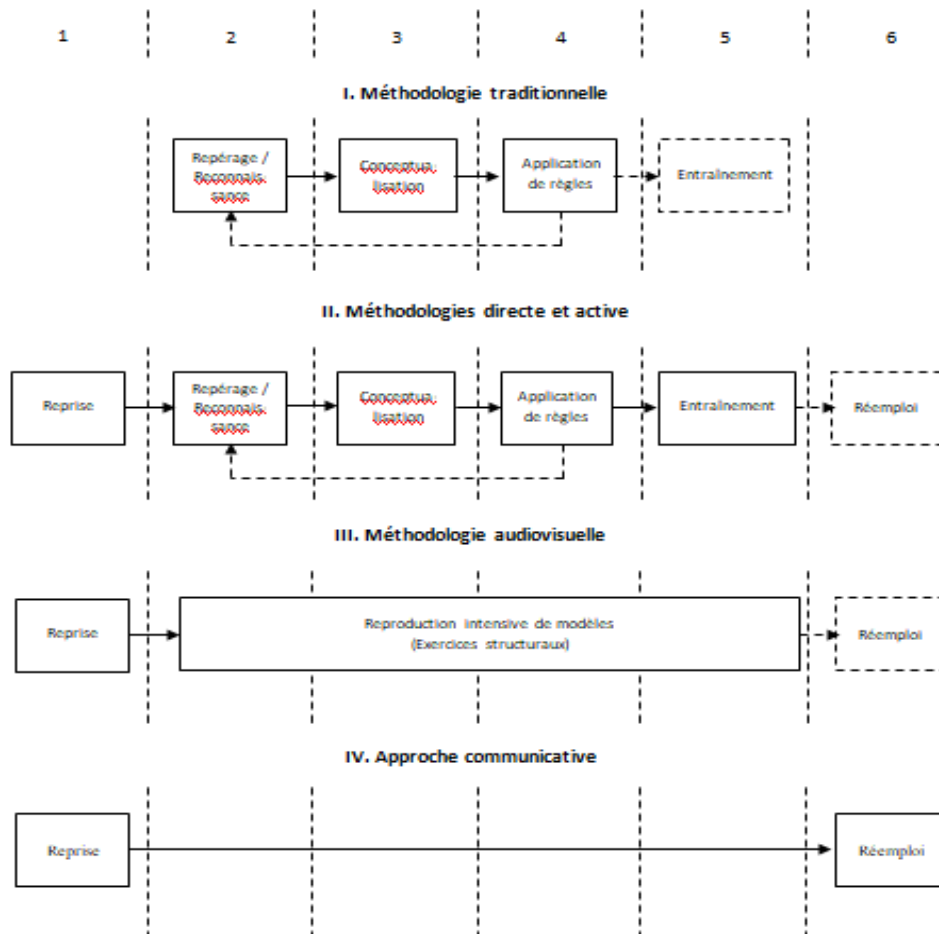 1 2 3 4 5 6
I. Méthodologie traditionnelle
Repérage /
Reconnais
sance
Conceptua
lisation
Application
de règles
Entraînement
II. Méthodologies directe et active
Reprise
Repérage /
Reconnais
sance
Conceptua
lisation
Application
de règles
Entraînement
Réemploi
III. Méthodologie audiovisuelle
Reprise
Reproduction intensive de modèles
(Exercices structuraux)
Réemploi
IV. Approche communicative
Reprise
Réemploi